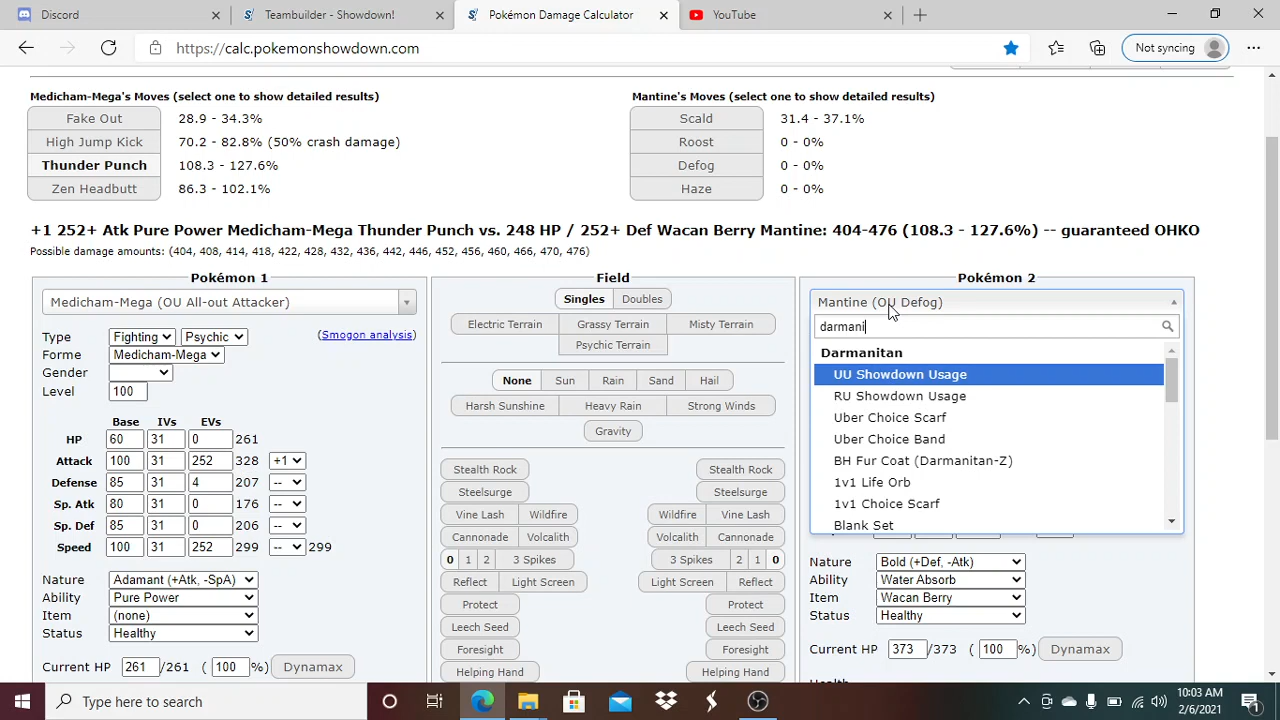 Discord
Teambuilder - Showdown!
Pokémon Damage Calculator
YouTube
https://calc.pokemonshowdown.com
Not syncing
Medicham-Mega's Moves (select one to show detailed results)
Fake Out 28.9 - 34.3%
High Jump Kick 70.2 - 82.8% (50% crash damage)
Thunder Punch 108.3 - 127.6%
Zen Headbutt 86.3 - 102.1%
Mantine's Moves (select one to show detailed results)
Scald 31.4 - 37.1%
Roost 0 - 0%
Defog 0 - 0%
Haze 0 - 0%
+1 252+ Atk Pure Power Medicham-Mega Thunder Punch vs. 248 HP / 252+ Def Wacan Berry Mantine: 404-476 (108.3 - 127.6%) -- guaranteed OHKO
Possible damage amounts: (404, 408, 414, 418, 422, 428, 432, 436, 442, 446, 452, 456, 460, 466, 470, 476)
Pokémon 1
Medicham-Mega (OU All-out Attacker)
Type Fighting Psychic (Smogon analysis)
Forme Medicham-Mega
Gender
Level 100
Base IVs EVs
HP 60 31 0 261
Attack 100 31 252 328 +1
Defense 85 31 4 207 --
Sp. Atk 80 31 0 176 --
Sp. Def 85 31 0 206 --
Speed 100 31 252 299 -- 299
Nature Adamant (+Atk, -SpA)
Ability Pure Power
Item (none)
Status Healthy
Current HP 261 /261 ( 100 %) Dynamax
Field
Singles Doubles
Electric Terrain Grassy Terrain Misty Terrain
Psychic Terrain
None Sun Rain Sand Hail
Harsh Sunshine Heavy Rain Strong Winds
Gravity
Stealth Rock Stealth Rock
Steelsurge Steelsurge
Vine Lash Wildfire Wildfire Vine Lash
Cannonade Volcalith Volcalith Cannonade
0 1 2 3 Spikes 3 Spikes 2 1 0
Reflect Light Screen Light Screen Reflect
Protect Protect
Leech Seed Leech Seed
Foresight Foresight
Helping Hand Helping Hand
Pokémon 2
Mantine (OU Defog)
darmani
Darmanitan
UU Showdown Usage
RU Showdown Usage
Uber Choice Scarf
Uber Choice Band
BH Fur Coat (Darmanitan-Z)
1v1 Life Orb
1v1 Choice Scarf
Blank Set
Nature Bold (+Def, -Atk)
Ability Water Absorb
Item Wacan Berry
Status Healthy
Current HP 373 /373 ( 100 %) Dynamax
Type here to search
10:03 AM
2/6/2021